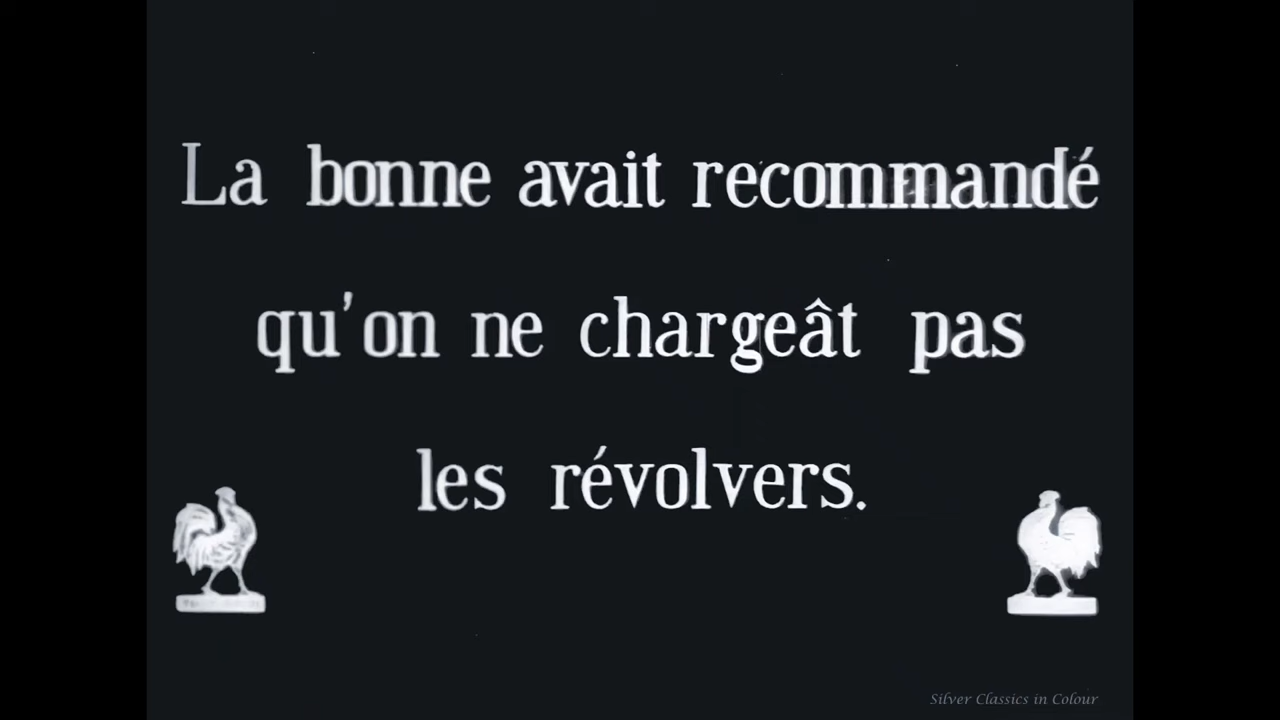 La bonne avait recommandé
qu'on ne chargeât pas
les révolvers.
Silver Classics in Colour